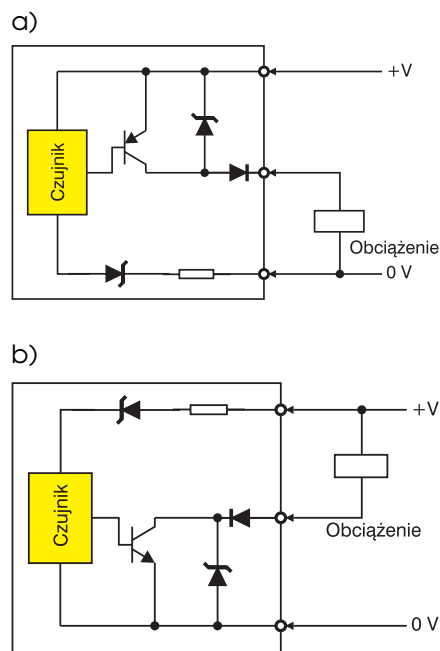 a)
+V
Czujnik
Obciążenie
0 V
b)
+V
Czujnik
Obciążenie
0 V